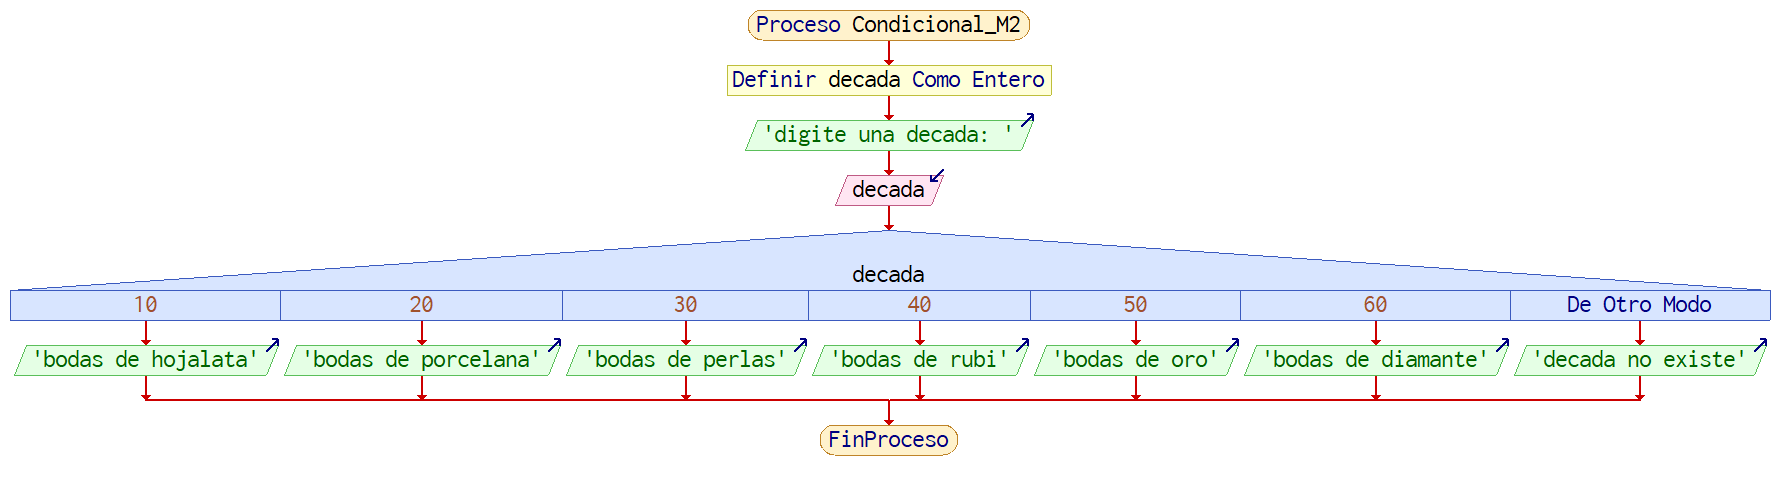 Proceso Condicional_M2
Definir decada Como Entero
'digite una decada: '
decada
decada
10 20 30 40 50 60 De Otro Modo
'bodas de hojalata' 'bodas de porcelana' 'bodas de perlas' 'bodas de rubi' 'bodas de oro' 'bodas de diamante' 'decada no existe'
FinProceso